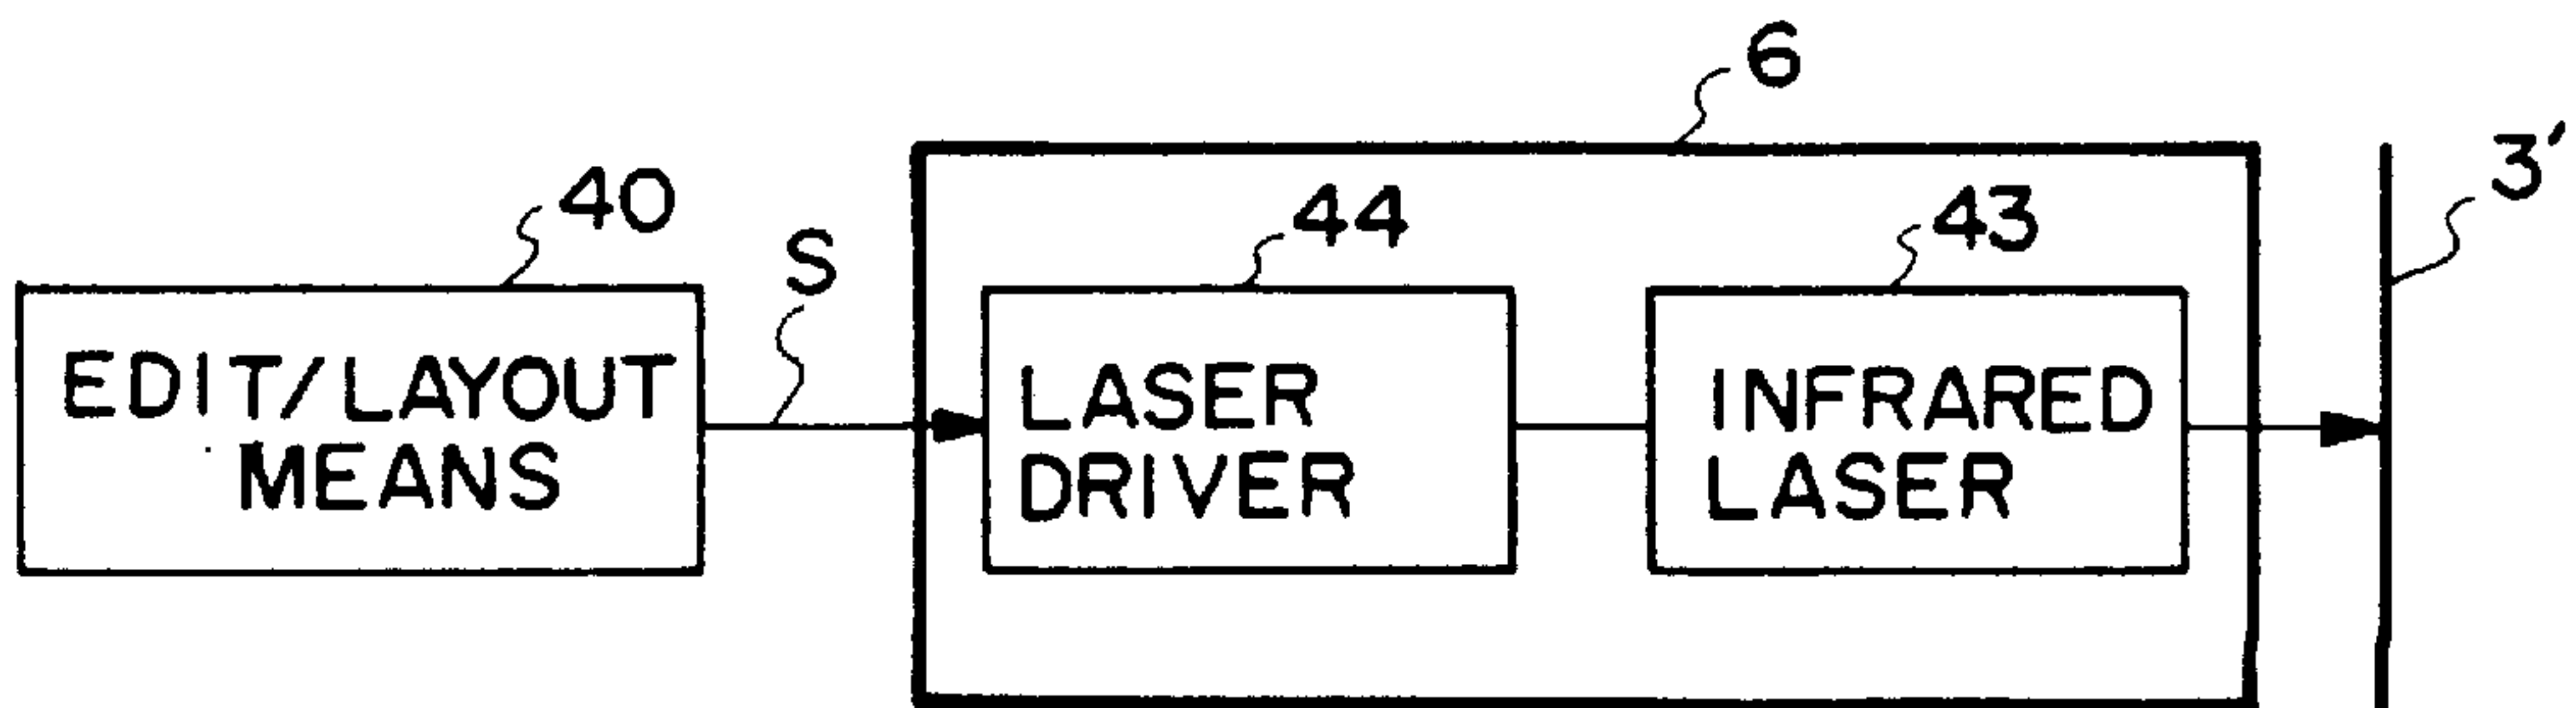 6
3'
40
S
44
43
EDIT/LAYOUT
MEANS
LASER
DRIVER
INFRARED
LASER